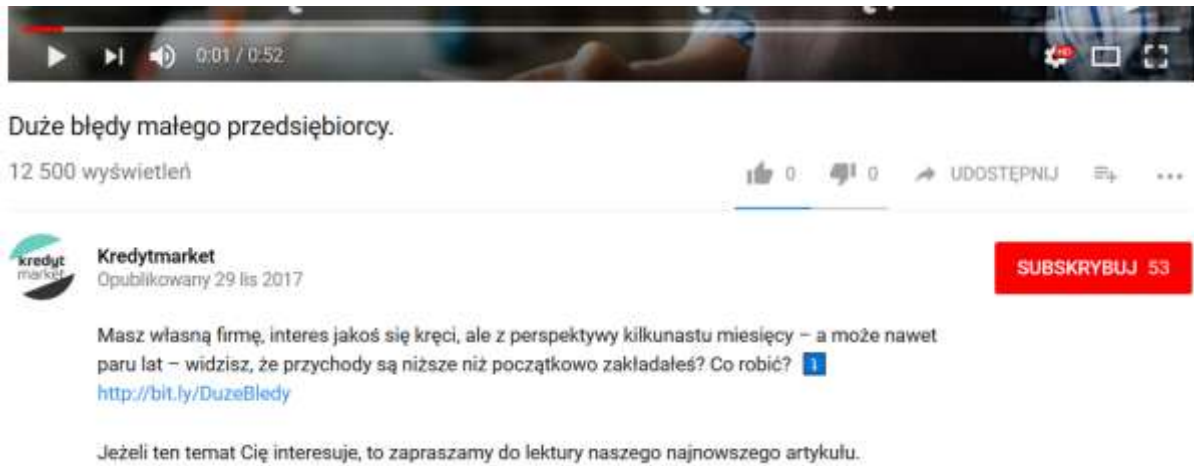 0:01 / 0:52
HD
Duże błędy małego przedsiębiorcy.
12 500 wyświetleń
0
0
UDOSTĘPNIJ
kredyt
market
Kredytmarket
Opublikowany 29 lis 2017
SUBSKRYBUJ 53
Masz własną firmę, interes jakoś się kręci, ale z perspektywy kilkunastu miesięcy – a może nawet
paru lat – widzisz, że przychody są niższe niż początkowo zakładałeś? Co robić? ⤵
http://bit.ly/DuzeBledy
Jeżeli ten temat Cię interesuje, to zapraszamy do lektury naszego najnowszego artykułu.